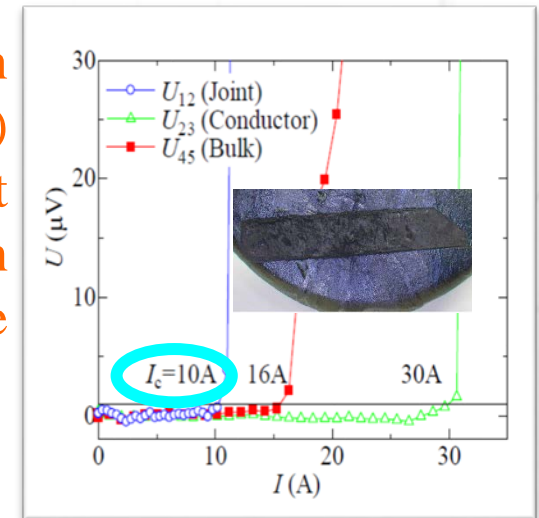 30
U12 (Joint)
U23 (Conductor)
U45 (Bulk)
20
U (μV)
10
Ic=10A 16A 30A
0
0 10 20 30
I (A)